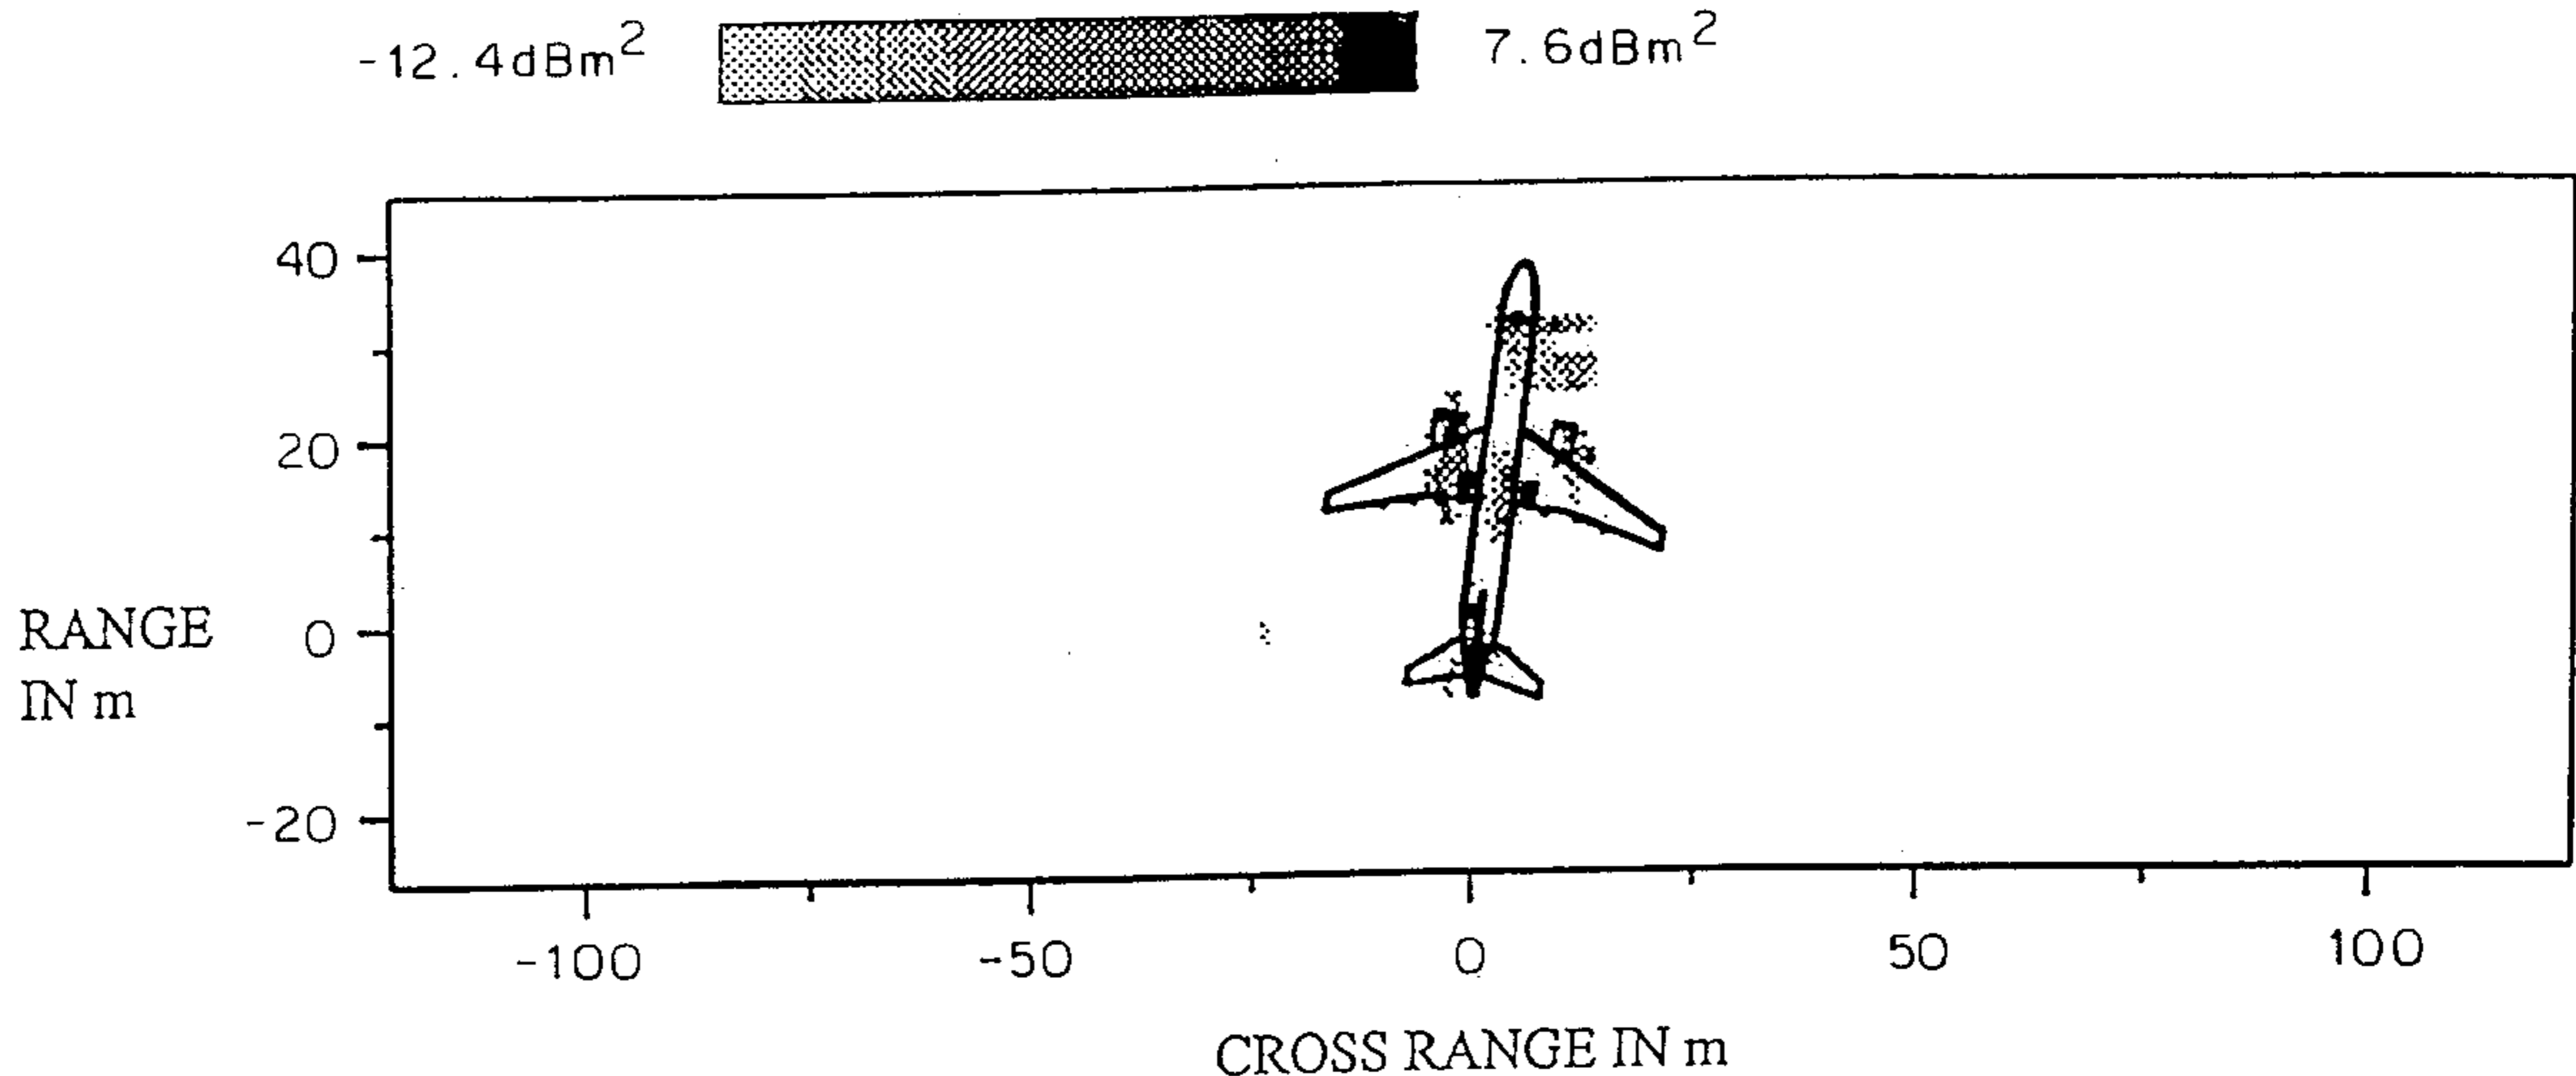 -12.4dBm²
7.6dBm²
40
20
RANGE
0
IN m
-20
-100
-50
0
50
100
CROSS RANGE IN m